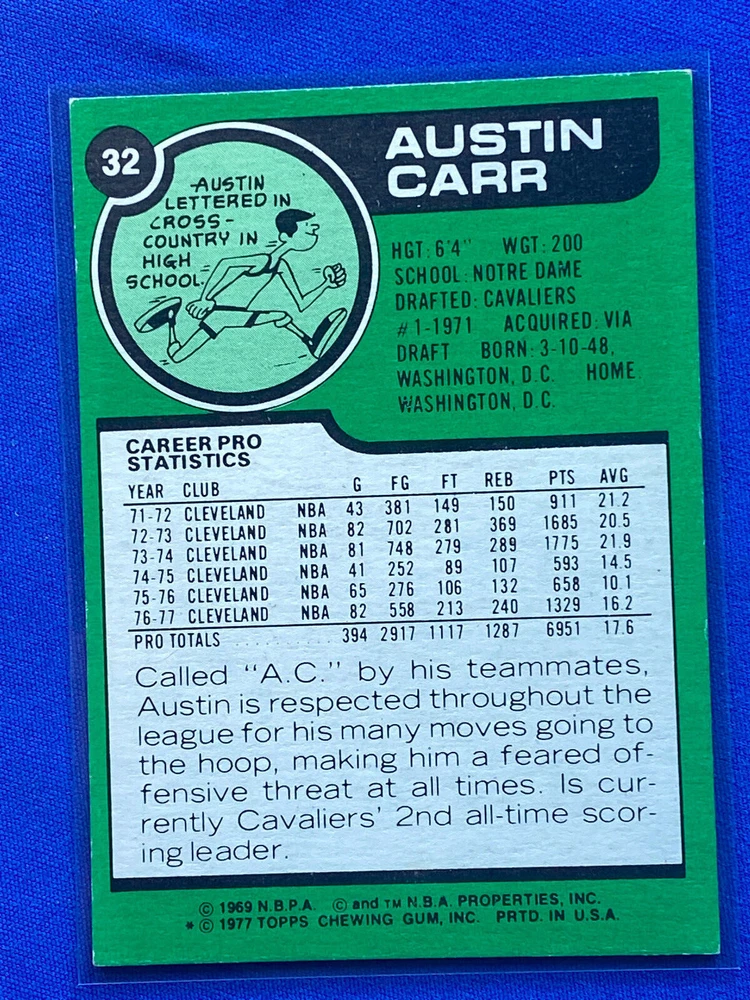 32
AUSTIN
CARR
AUSTIN
LETTERED IN
CROSS-
COUNTRY IN
HIGH
SCHOOL.
HGT: 6'4" WGT: 200
SCHOOL: NOTRE DAME
DRAFTED: CAVALIERS
#1-1971 ACQUIRED: VIA
DRAFT BORN: 3-10-48,
WASHINGTON, D.C. HOME:
WASHINGTON, D.C.
CAREER PRO
STATISTICS
YEAR CLUB G FG FT REB PTS AVG
71-72 CLEVELAND NBA 43 381 149 150 911 21.2
72-73 CLEVELAND NBA 82 702 281 369 1685 20.5
73-74 CLEVELAND NBA 81 748 279 289 1775 21.9
74-75 CLEVELAND NBA 41 252 89 107 593 14.5
75-76 CLEVELAND NBA 65 276 106 132 658 10.1
76-77 CLEVELAND NBA 82 558 213 240 1329 16.2
PRO TOTALS .......... 394 2917 1117 1287 6951 17.6
Called "A.C." by his teammates,
Austin is respected throughout the
league for his many moves going to
the hoop, making him a feared of-
fensive threat at all times. Is cur-
rently Cavaliers' 2nd all-time scor-
ing leader.
© 1969 N.B.P.A. © and TM N.B.A. PROPERTIES, INC.
* © 1977 TOPPS CHEWING GUM, INC. PRTD. IN U.S.A.